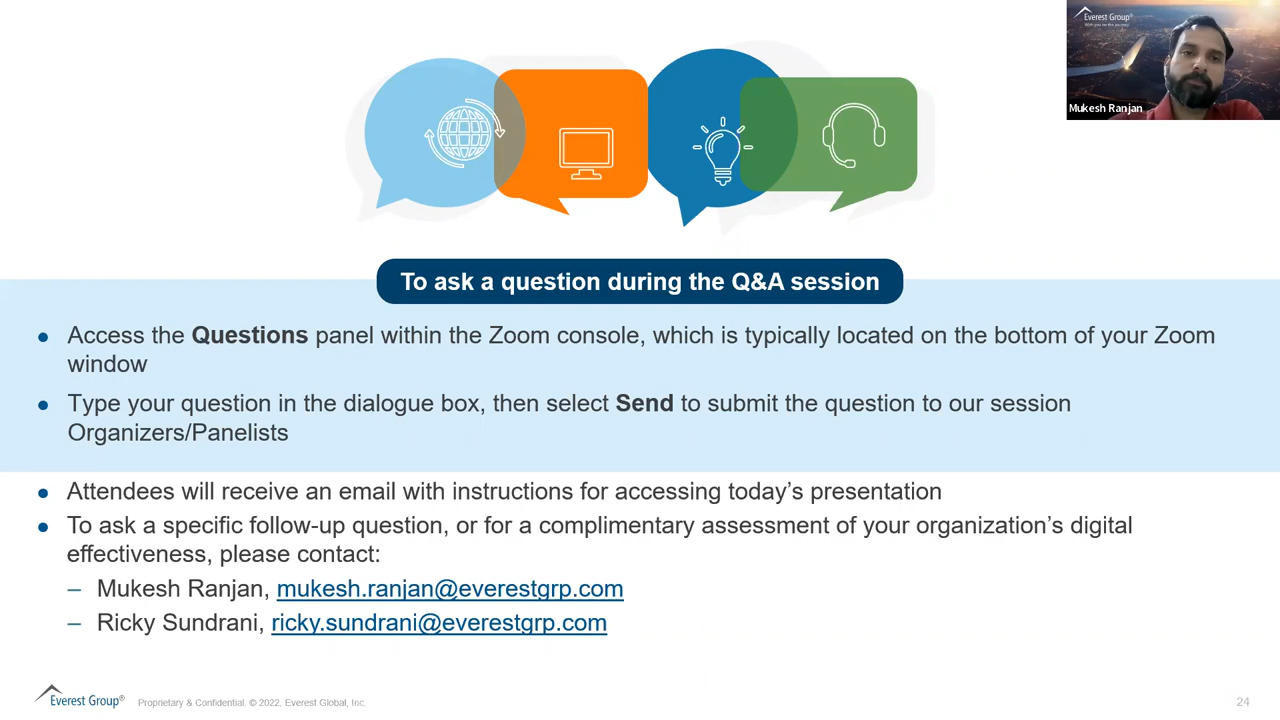 Everest Group®
With you on the journey
Mukesh Ranjan
To ask a question during the Q&A session
● Access the Questions panel within the Zoom console, which is typically located on the bottom of your Zoom
window
● Type your question in the dialogue box, then select Send to submit the question to our session
Organizers/Panelists
● Attendees will receive an email with instructions for accessing today’s presentation
● To ask a specific follow-up question, or for a complimentary assessment of your organization’s digital
effectiveness, please contact:
– Mukesh Ranjan, mukesh.ranjan@everestgrp.com
– Ricky Sundrani, ricky.sundrani@everestgrp.com
Everest Group® Proprietary & Confidential. © 2022, Everest Global, Inc. 24